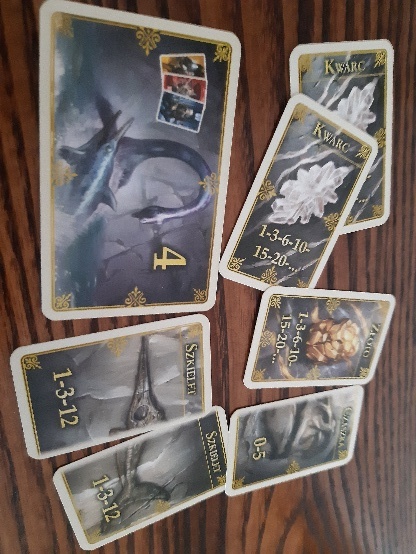 4
KWARC
KWARC
1-3-6-10-
15-20-...
ZŁOTO
1-3-6-10-
15-20-...
SZKIELET
1-3-12
SZKIELET
1-3-12
CZASZKA
0-5